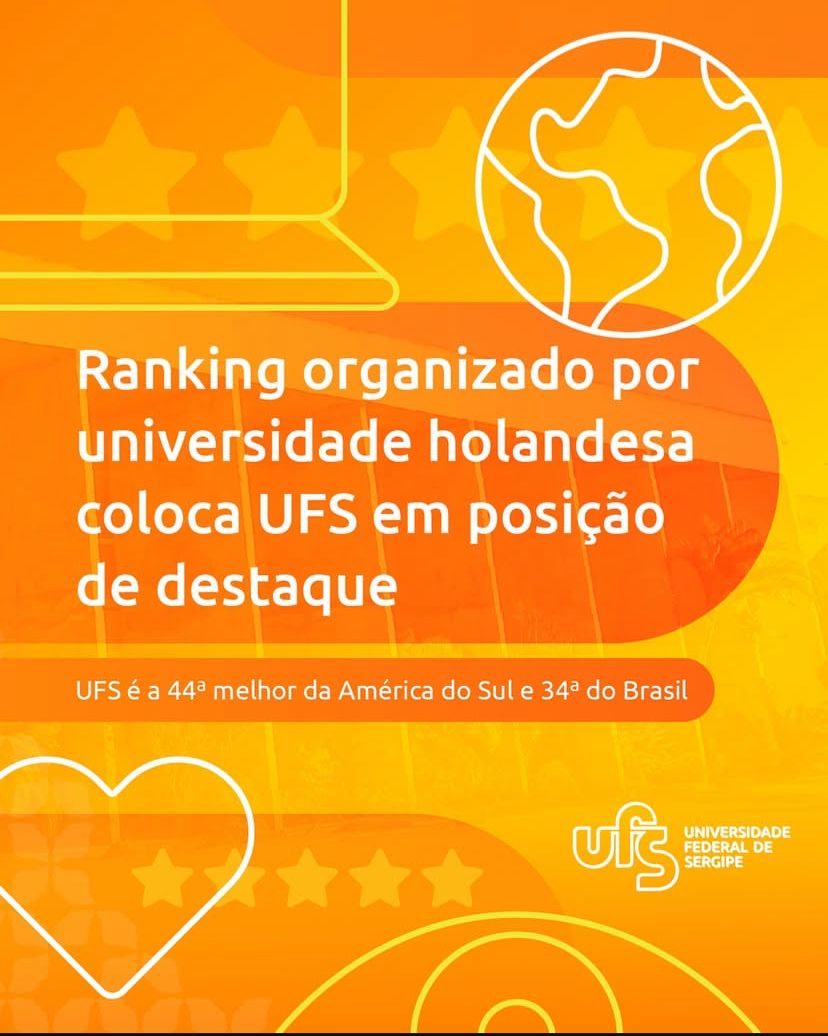 Ranking organizado por
universidade holandesa
coloca UFS em posição
de destaque
UFS é a 44ª melhor da América do Sul e 34ª do Brasil
ufs
UNIVERSIDADE
FEDERAL DE
SERGIPE